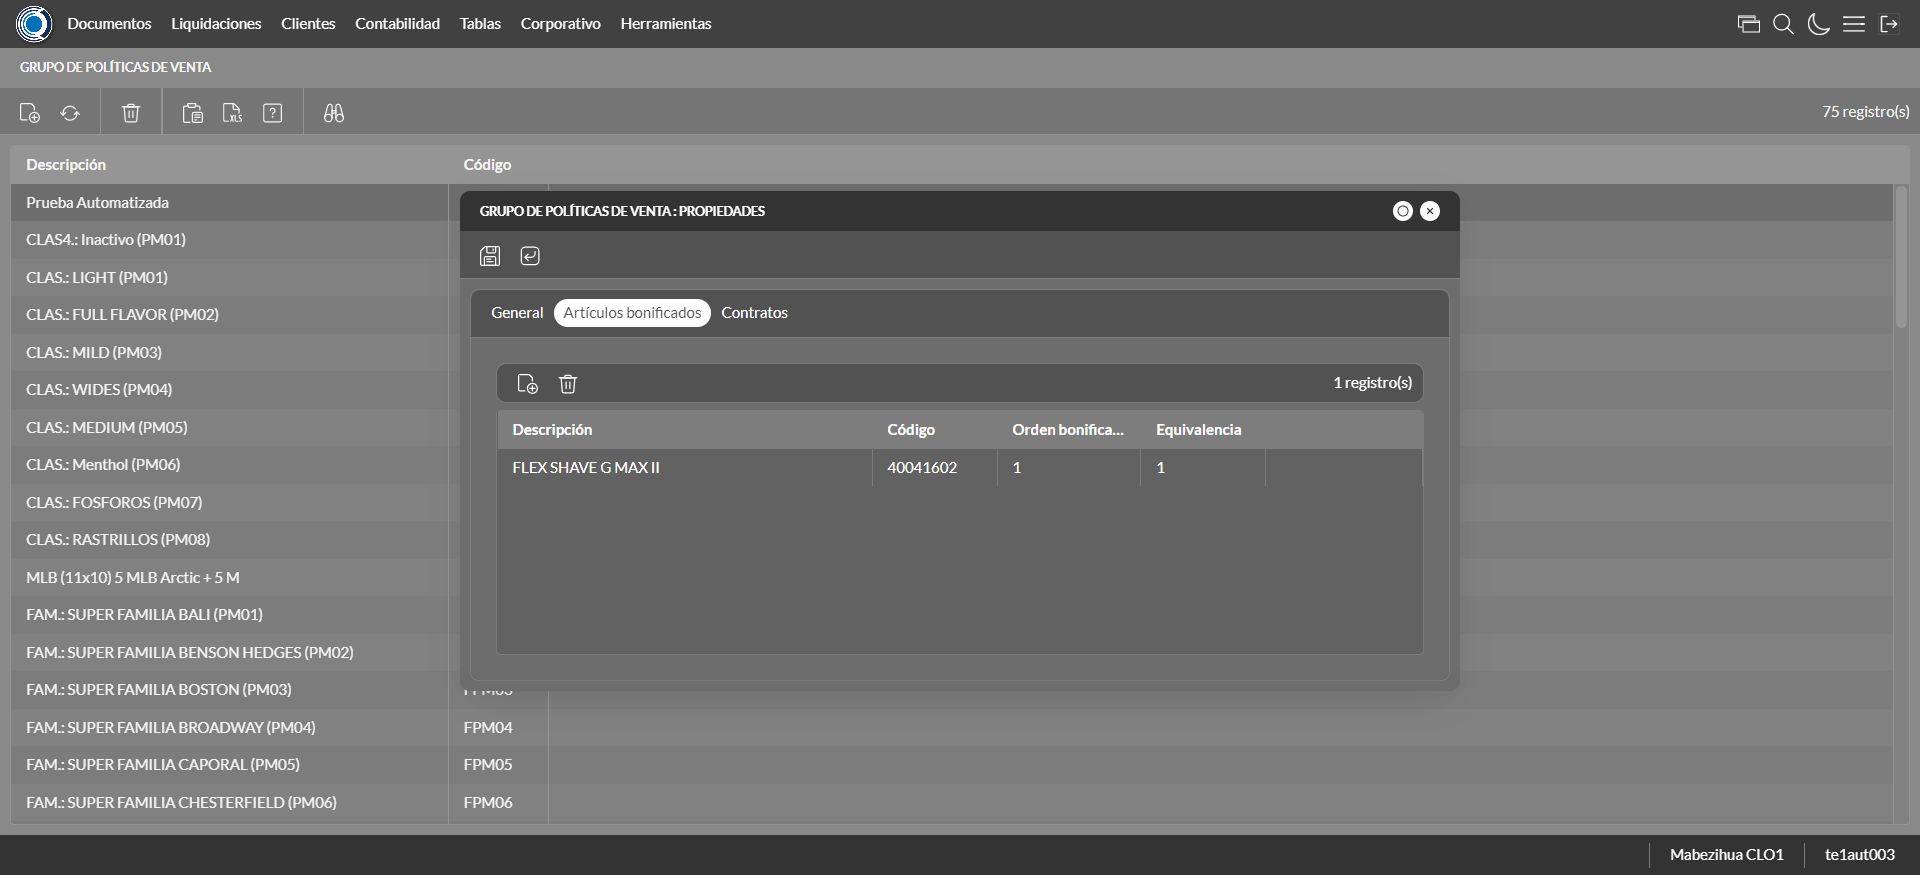 Documentos Liquidaciones Clientes Contabilidad Tablas Corporativo Herramientas
GRUPO DE POLÍTICAS DE VENTA
XLS ? 75 registro(s)
Descripción Código
Prueba Automatizada
CLAS4.: Inactivo (PM01)
CLAS.: LIGHT (PM01)
CLAS.: FULL FLAVOR (PM02)
CLAS.: MILD (PM03)
CLAS.: WIDES (PM04)
CLAS.: MEDIUM (PM05)
CLAS.: Menthol (PM06)
CLAS.: FOSFOROS (PM07)
CLAS.: RASTRILLOS (PM08)
MLB (11x10) 5 MLB Arctic + 5 M
FAM.: SUPER FAMILIA BALI (PM01)
FAM.: SUPER FAMILIA BENSON HEDGES (PM02)
FAM.: SUPER FAMILIA BOSTON (PM03)
FAM.: SUPER FAMILIA BROADWAY (PM04) FPM04
FAM.: SUPER FAMILIA CAPORAL (PM05) FPM05
FAM.: SUPER FAMILIA CHESTERFIELD (PM06) FPM06
GRUPO DE POLÍTICAS DE VENTA : PROPIEDADES
General Artículos bonificados Contratos
1 registro(s)
Descripción Código Orden bonifica... Equivalencia
FLEX SHAVE G MAX II 40041602 1 1
Mabezihua CLO1 te1aut003